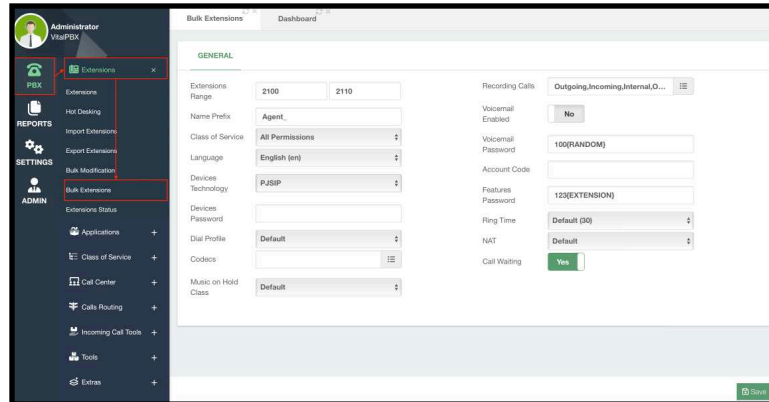 Administrator
VitalPBX
PBX
REPORTS
SETTINGS
ADMIN
Extensions
Extensions
Hot Desking
Import Extensions
Export Extensions
Bulk Modification
Bulk Extensions
Extensions Status
Applications
Class of Service
Call Center
Calls Routing
Incoming Call Tools
Tools
Extras
Bulk Extensions
Dashboard
GENERAL
Extensions Range
2100
2110
Name Prefix
Agent_
Class of Service
All Permissions
Language
English (en)
Devices Technology
PJSIP
Devices Password
Dial Profile
Default
Codecs
Music on Hold Class
Default
Recording Calls
Outgoing,Incoming,Internal,O...
Voicemail Enabled
No
Voicemail Password
100{RANDOM}
Account Code
Features Password
123{EXTENSION}
Ring Time
Default (30)
NAT
Default
Call Waiting
Yes
Save